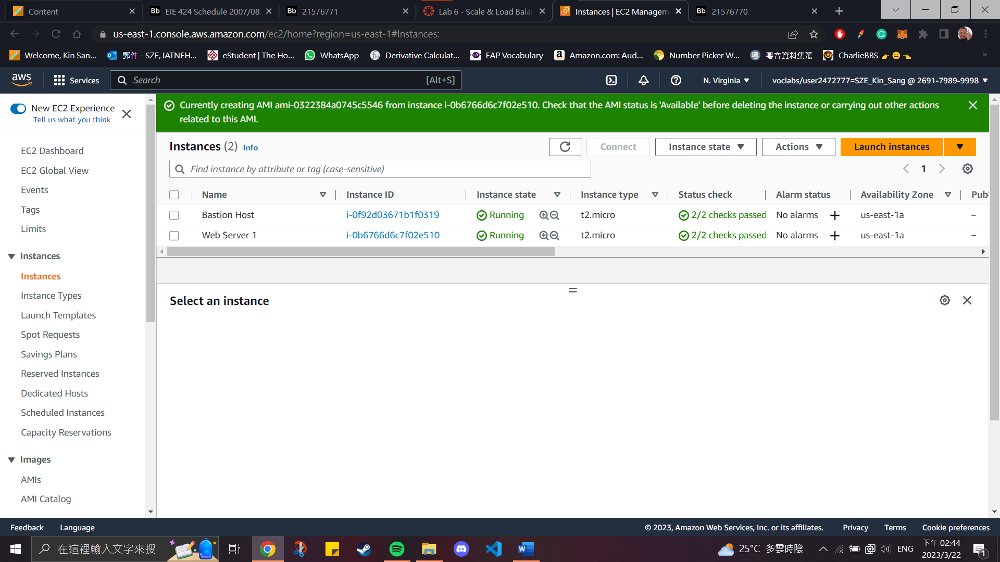 Content
Bb EIE 424 Schedule 2007/08
Bb 21576771
Lab 6 - Scale & Load Balan
Instances | EC2 Managem
Bb 21576770
us-east-1.console.aws.amazon.com/ec2/home?region=us-east-1#Instances:
Welcome, Kin San...
郵件 - SZE, IATNEH...
eStudent | The Ho...
WhatsApp
Derivative Calculat...
EAP Vocabulary
Amazon.com: Aud...
Number Picker W...
粵音資料集叢
CharlieBBS 👉😑👈
»
aws
Services
Search [Alt+S]
N. Virginia
voclabs/user2472777=SZE_Kin_Sang @ 2691-7989-9998
New EC2 Experience
Tell us what you think
EC2 Dashboard
EC2 Global View
Events
Tags
Limits
Instances
Instances
Instance Types
Launch Templates
Spot Requests
Savings Plans
Reserved Instances
Dedicated Hosts
Scheduled Instances
Capacity Reservations
Images
AMIs
AMI Catalog
Currently creating AMI ami-0322384a0745c5546 from instance i-0b6766d6c7f02e510. Check that the AMI status is 'Available' before deleting the instance or carrying out other actions
related to this AMI.
Instances (2) Info
Connect
Instance state
Actions
Launch instances
Find instance by attribute or tag (case-sensitive)
1
Name Instance ID Instance state Instance type Status check Alarm status Availability Zone Publ
Bastion Host i-0f92d03671b1f0319 Running t2.micro 2/2 checks passed No alarms + us-east-1a –
Web Server 1 i-0b6766d6c7f02e510 Running t2.micro 2/2 checks passed No alarms + us-east-1a –
Select an instance
Feedback
Language
© 2023, Amazon Web Services, Inc. or its affiliates.
Privacy
Terms
Cookie preferences
在這裡輸入文字來搜
25°C 多雲時陰
ENG
下午 02:44
2023/3/22
1